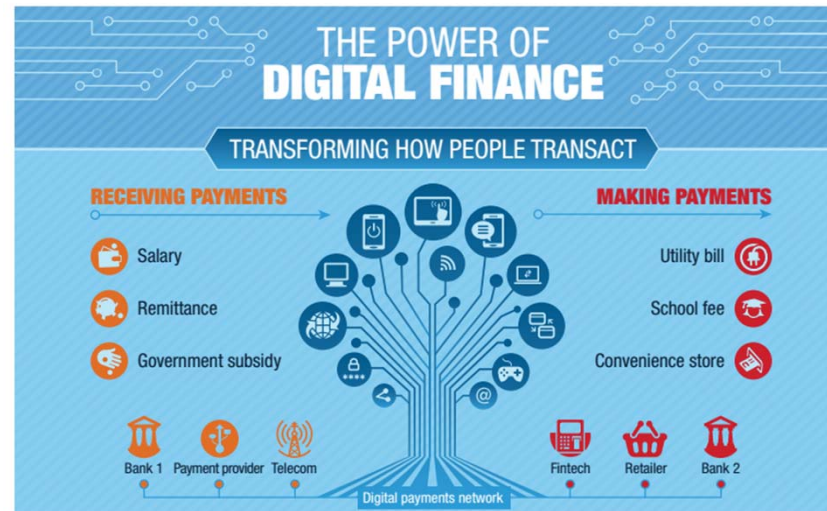 THE POWER OF
DIGITAL FINANCE
TRANSFORMING HOW PEOPLE TRANSACT
RECEIVING PAYMENTS
Salary
Remittance
Government subsidy
MAKING PAYMENTS
Utility bill
School fee
Convenience store
****
@
Bank 1
Payment provider
Telecom
Fintech
Retailer
Bank 2
Digital payments network